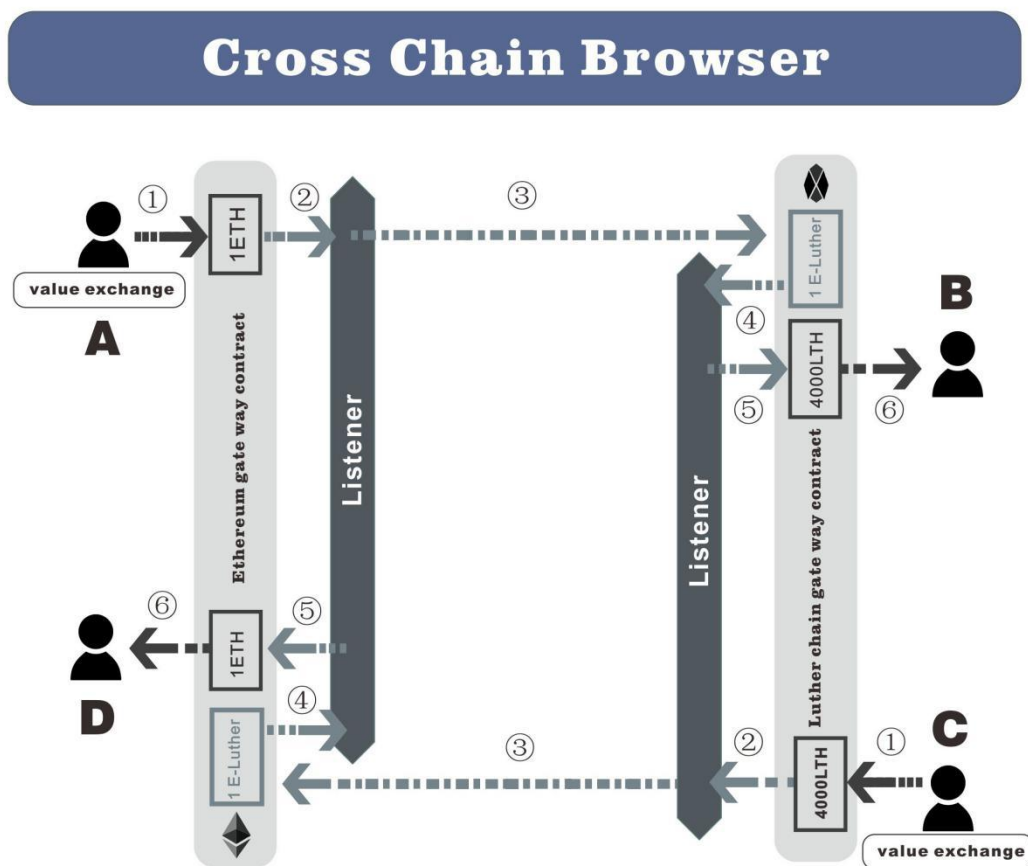 Cross Chain Browser
①
1ETH
②
③
value exchange
A
Ethereum gate way contract
Listener
1 E-Luther
④
B
4000LTH
⑤
⑥
Listener
Luther chain gate way contract
⑥
1ETH
⑤
D
④
1 E-Luther
③
②
4000LTH
①
C
value exchange